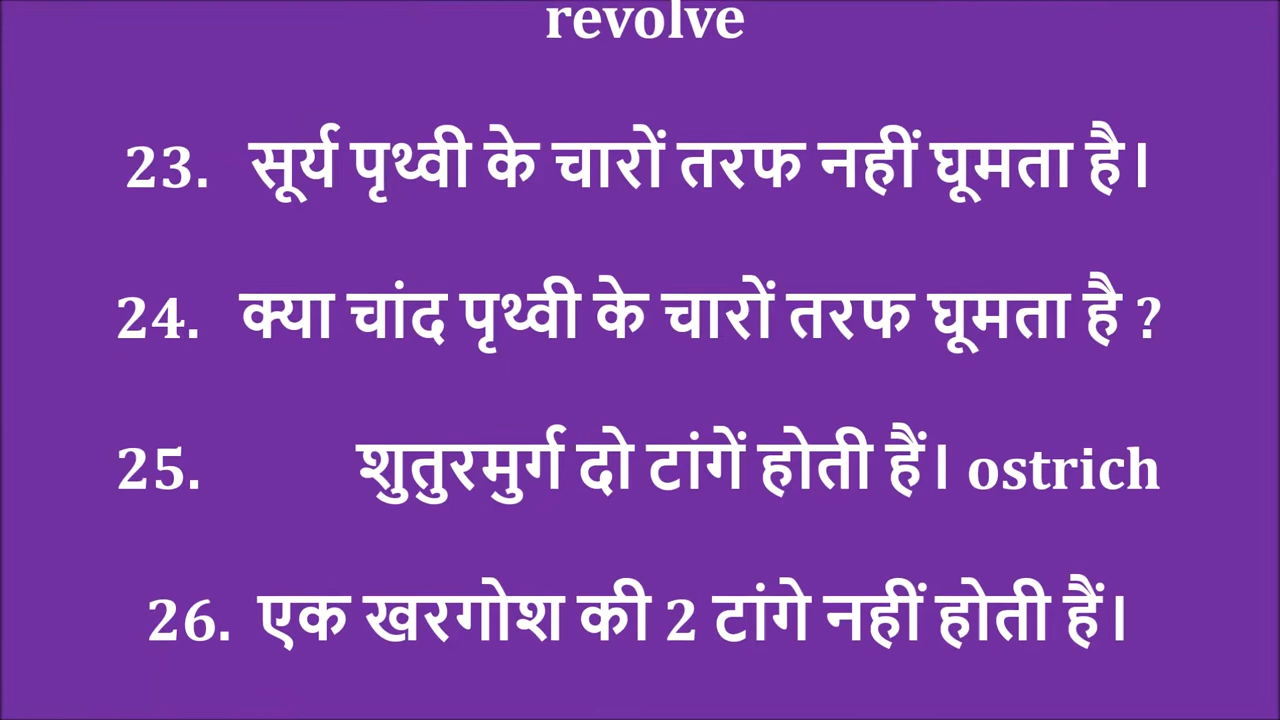 revolve
23. सूर्य पृथ्वी के चारों तरफ नहीं घूमता है।
24. क्या चांद पृथ्वी के चारों तरफ घूमता है ?
25. शुतुरमुर्ग दो टांगें होती हैं। ostrich
26. एक खरगोश की 2 टांगे नहीं होती हैं।